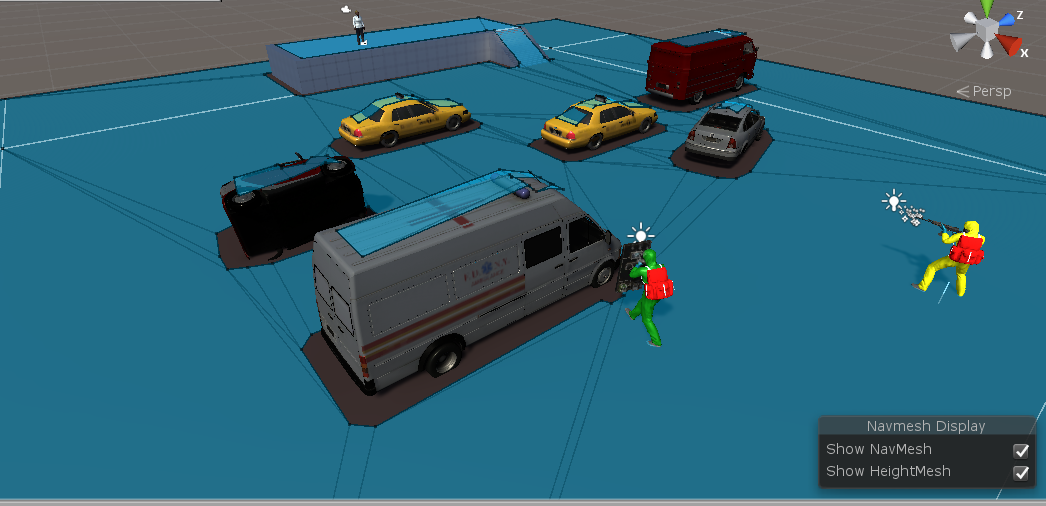 Z
X
< Persp
Navmesh Display
Show NavMesh
Show HeightMesh